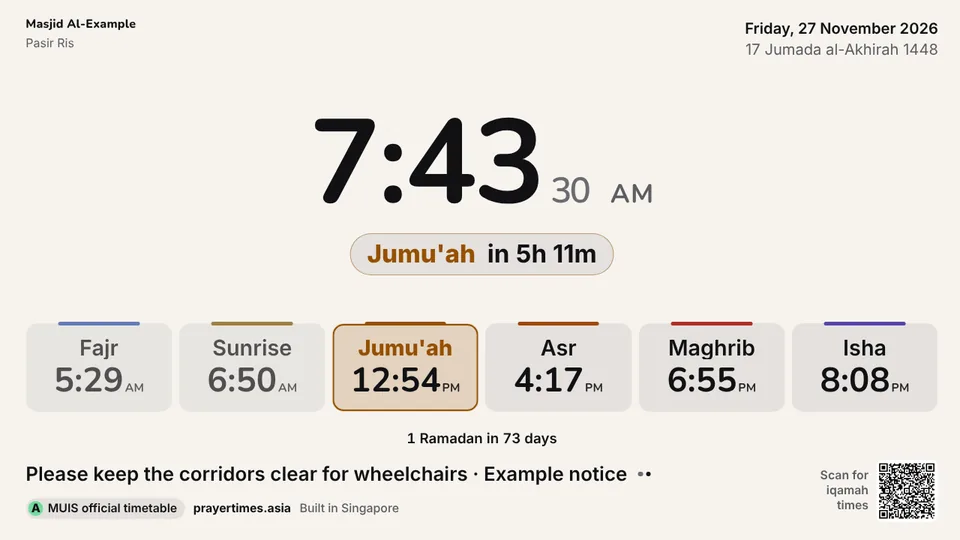 Masjid Al-Example
Pasir Ris
Friday, 27 November 2026
17 Jumada al-Akhirah 1448
7:43 30 AM
Jumu'ah in 5h 11m
Fajr
5:29 AM
Sunrise
6:50 AM
Jumu'ah
12:54 PM
Asr
4:17 PM
Maghrib
6:55 PM
Isha
8:08 PM
1 Ramadan in 73 days
Please keep the corridors clear for wheelchairs · Example notice
Scan for
iqamah
times
A MUIS official timetable prayertimes.asia Built in Singapore